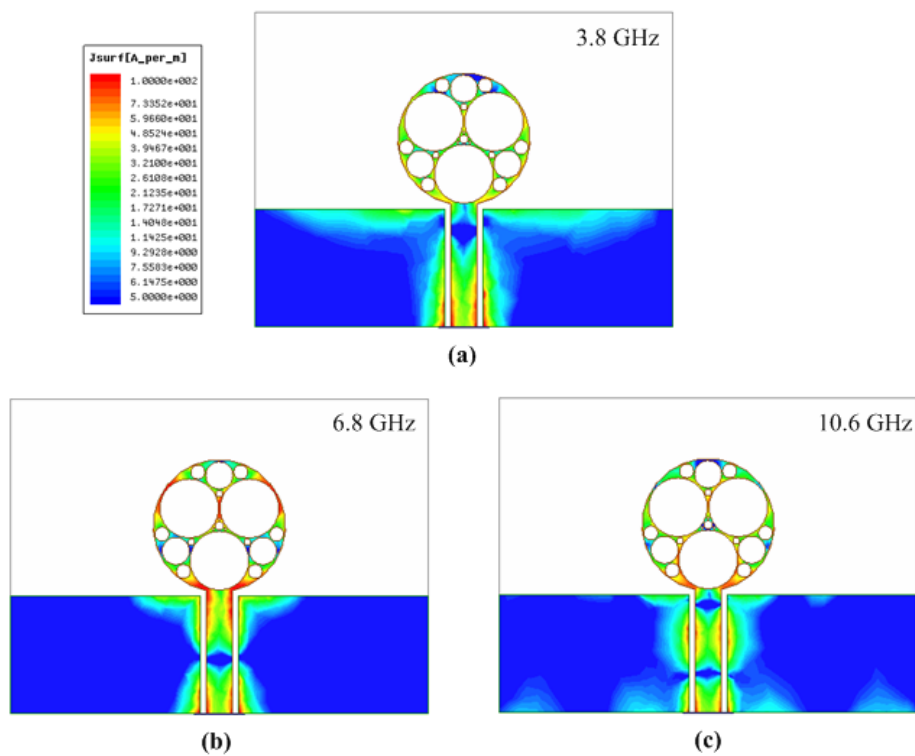 Jsurf[A_per_m]
1.0000e+002
7.3352e+001
5.9660e+001
4.8524e+001
3.9467e+001
3.2100e+001
2.6108e+001
2.1235e+001
1.7271e+001
1.4048e+001
1.1425e+001
9.2928e+000
7.5583e+000
6.1475e+000
5.0000e+000
3.8 GHz
(a)
6.8 GHz
10.6 GHz
(b)
(c)